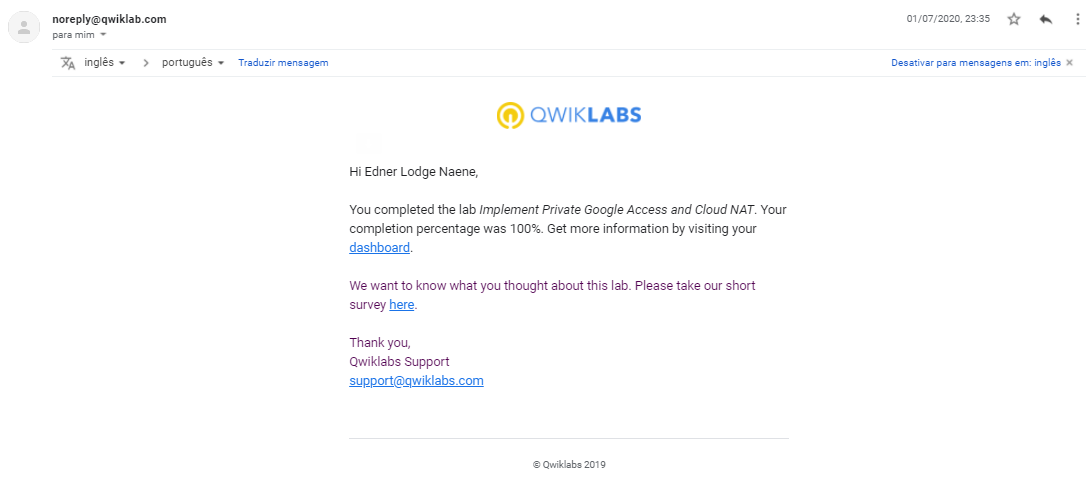 noreply@qwiklab.com
01/07/2020, 23:35
para mim
inglês
português
Traduzir mensagem
Desativar para mensagens em: inglês ×
QWIKLABS
Hi Edner Lodge Naene,
You completed the lab Implement Private Google Access and Cloud NAT. Your
completion percentage was 100%. Get more information by visiting your
dashboard.
We want to know what you thought about this lab. Please take our short
survey here.
Thank you,
Qwiklabs Support
support@qwiklabs.com
© Qwiklabs 2019